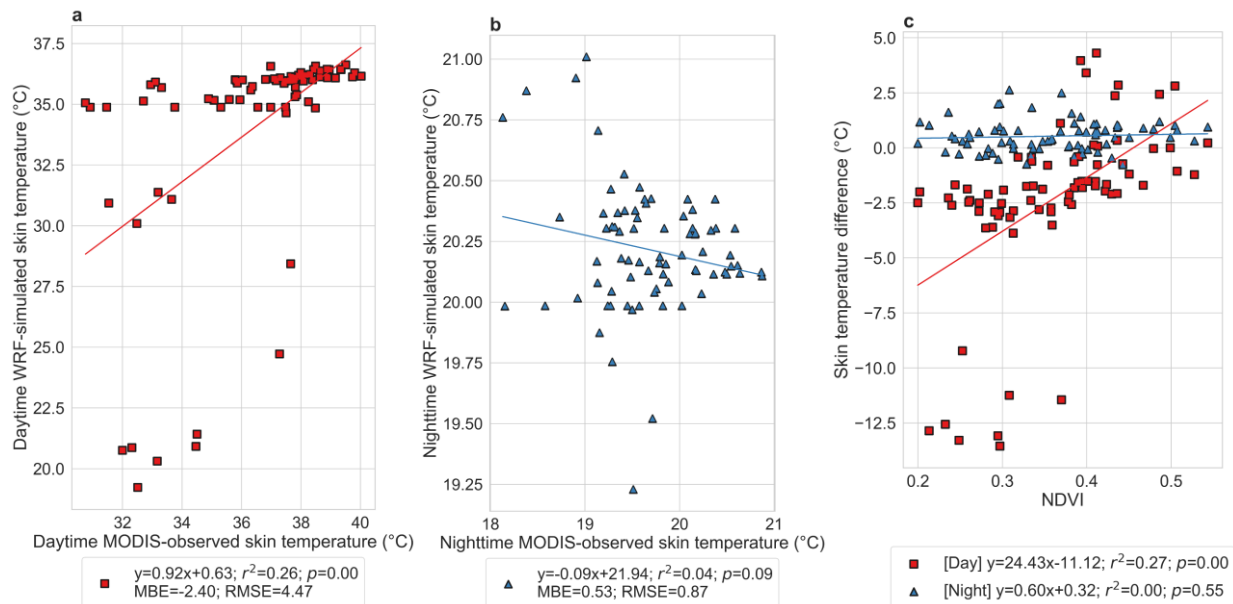 a
Daytime WRF-simulated skin temperature (°C)
37.5
35.0
32.5
30.0
27.5
25.0
22.5
20.0
32
34
36
38
40
Daytime MODIS-observed skin temperature (°C)
y=0.92x+0.63; r²=0.26; p=0.00
MBE=-2.40; RMSE=4.47
b
Nighttime WRF-simulated skin temperature (°C)
21.00
20.75
20.50
20.25
20.00
19.75
19.50
19.25
18
19
20
21
Nighttime MODIS-observed skin temperature (°C)
y=-0.09x+21.94; r²=0.04; p=0.09
MBE=0.53; RMSE=0.87
c
Skin temperature difference (°C)
5.0
2.5
0.0
−2.5
−5.0
−7.5
−10.0
−12.5
0.2
0.3
0.4
0.5
NDVI
[Day] y=24.43x-11.12; r²=0.27; p=0.00
[Night] y=0.60x+0.32; r²=0.00; p=0.55